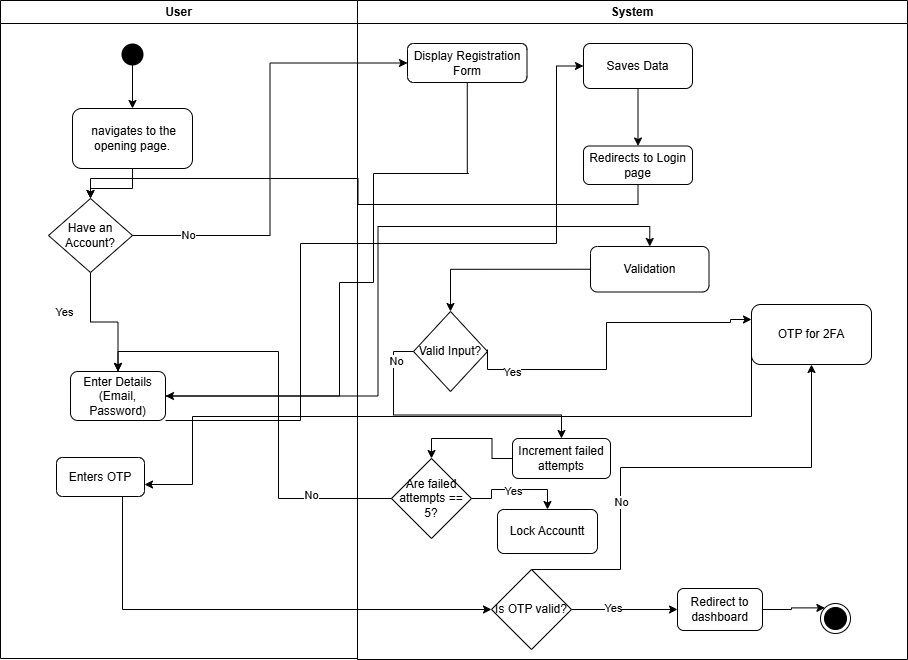 User
System
navigates to the
opening page.
Display Registration
Form
Saves Data
Redirects to Login
page
Have an
Account?
No
Validation
Yes
Valid Input?
OTP for 2FA
No
Yes
Enter Details
(Email,
Password)
Increment failed
attempts
Enters OTP
Are failed
attempts ==
5?
No
Yes
Lock Accountt
No
Is OTP valid?
Yes
Redirect to
dashboard